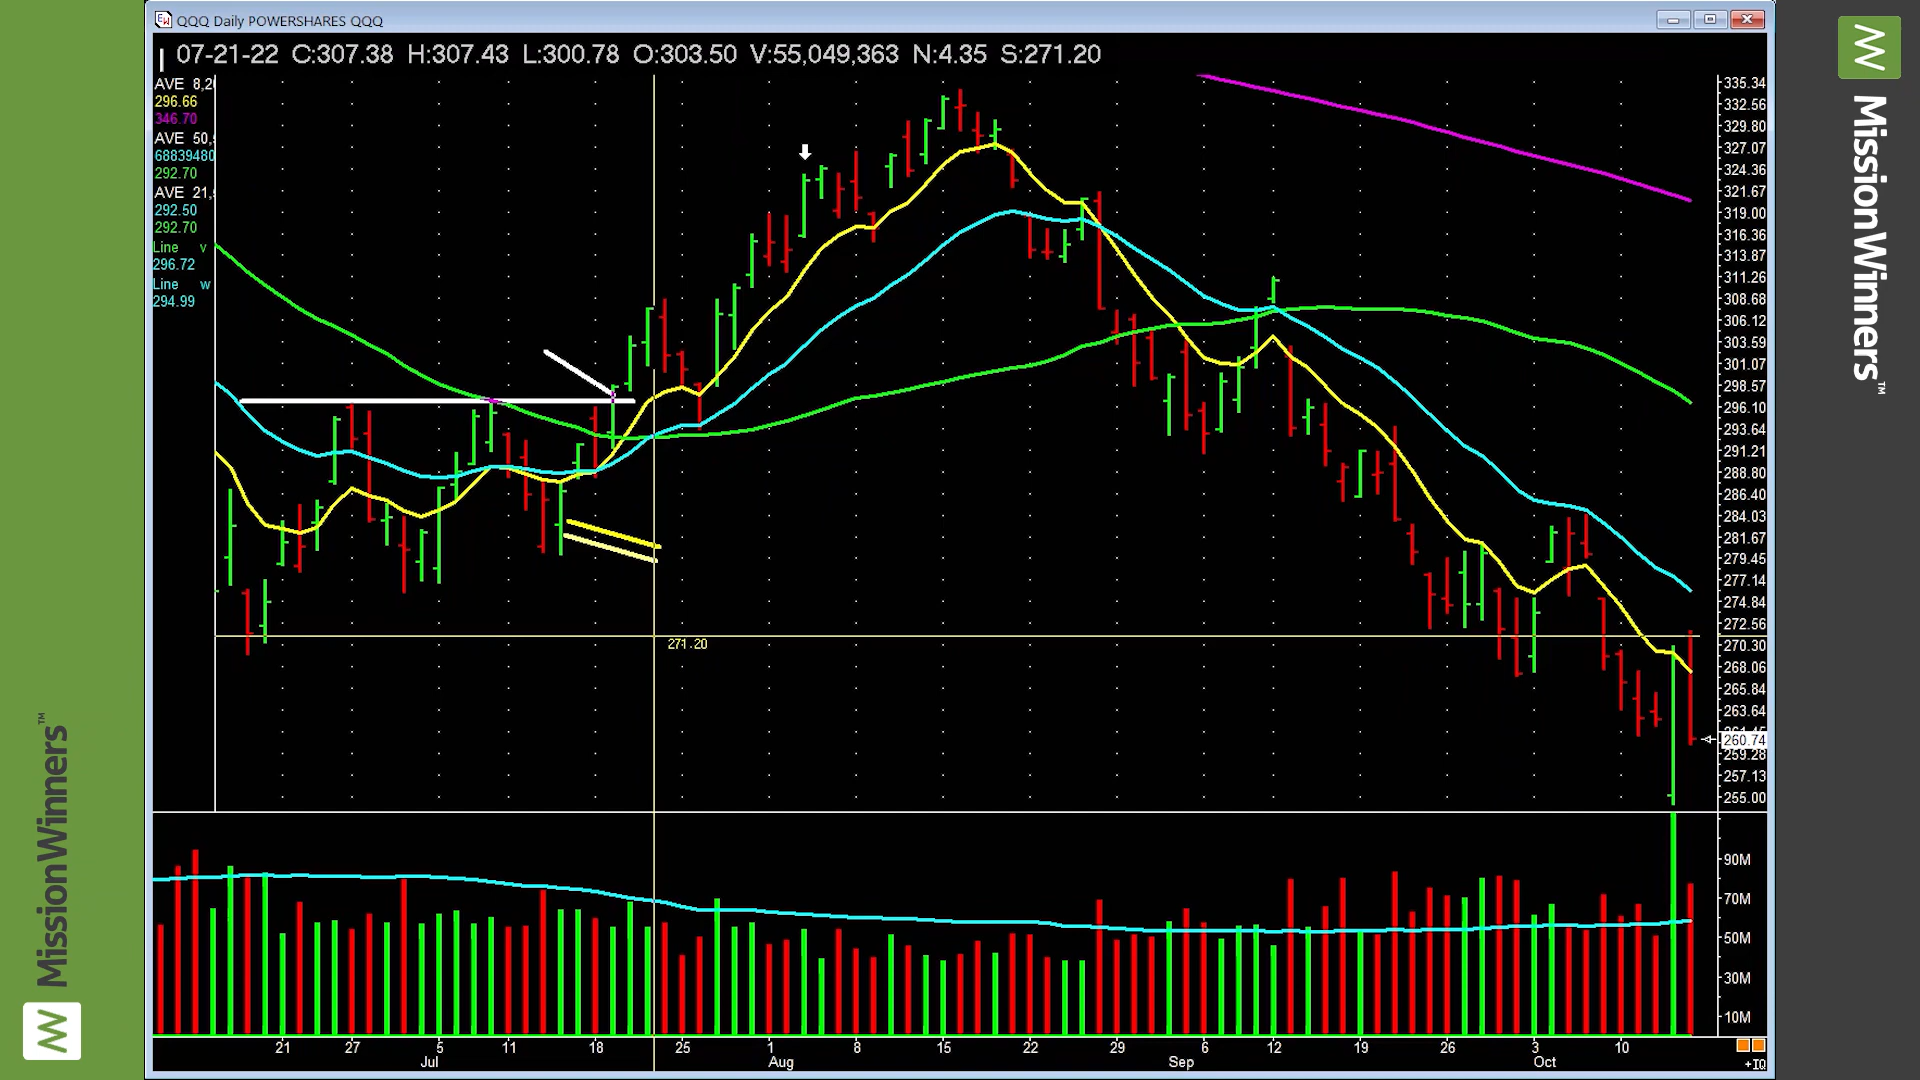 QQQ Daily POWERSHARES QQQ
07-21-22 C:307.38 H:307.43 L:300.78 O:303.50 V:55,049,363 N:4.35 S:271.20
AVE 8,20
296.66
346.70
AVE 50,
68839480
292.70
AVE 21,
292.50
292.70
Line v
296.72
Line w
294.99
271.20
335.34
332.56
329.80
327.07
324.36
321.67
319.00
316.36
313.87
311.26
308.68
306.12
303.59
301.07
298.57
296.10
293.64
291.21
288.80
286.40
284.03
281.67
279.45
277.14
274.84
272.56
270.30
268.06
265.84
263.64
260.74
259.28
257.13
255.00
90M
70M
50M
30M
10M
21 27 5 11 18 25 1 8 15 22 29 6 12 19 26 3 10
Jul Aug Sep Oct
+IQ
MissionWinners™
MissionWinners™